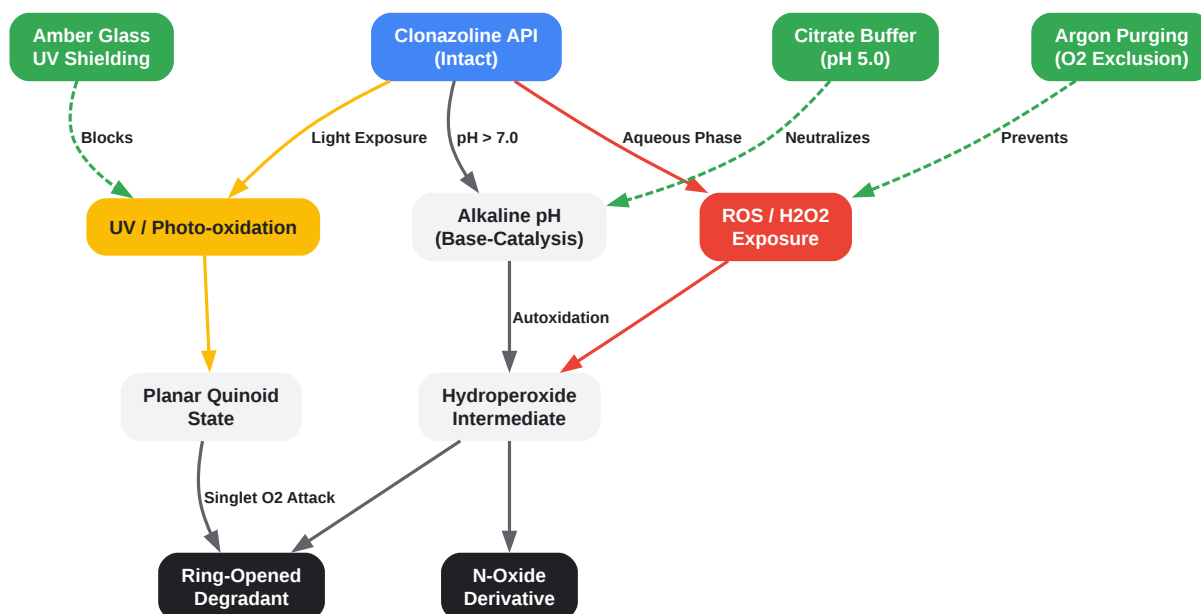 Amber Glass
UV Shielding
Clonazoline API
(Intact)
Citrate Buffer
(pH 5.0)
Argon Purging
(O2 Exclusion)
Blocks
Light Exposure
pH > 7.0
Aqueous Phase
Neutralizes
Prevents
UV / Photo-oxidation
Alkaline pH
(Base-Catalysis)
ROS / H2O2
Exposure
Autoxidation
Planar Quinoid
State
Hydroperoxide
Intermediate
Singlet O2 Attack
Ring-Opened
Degradant
N-Oxide
Derivative